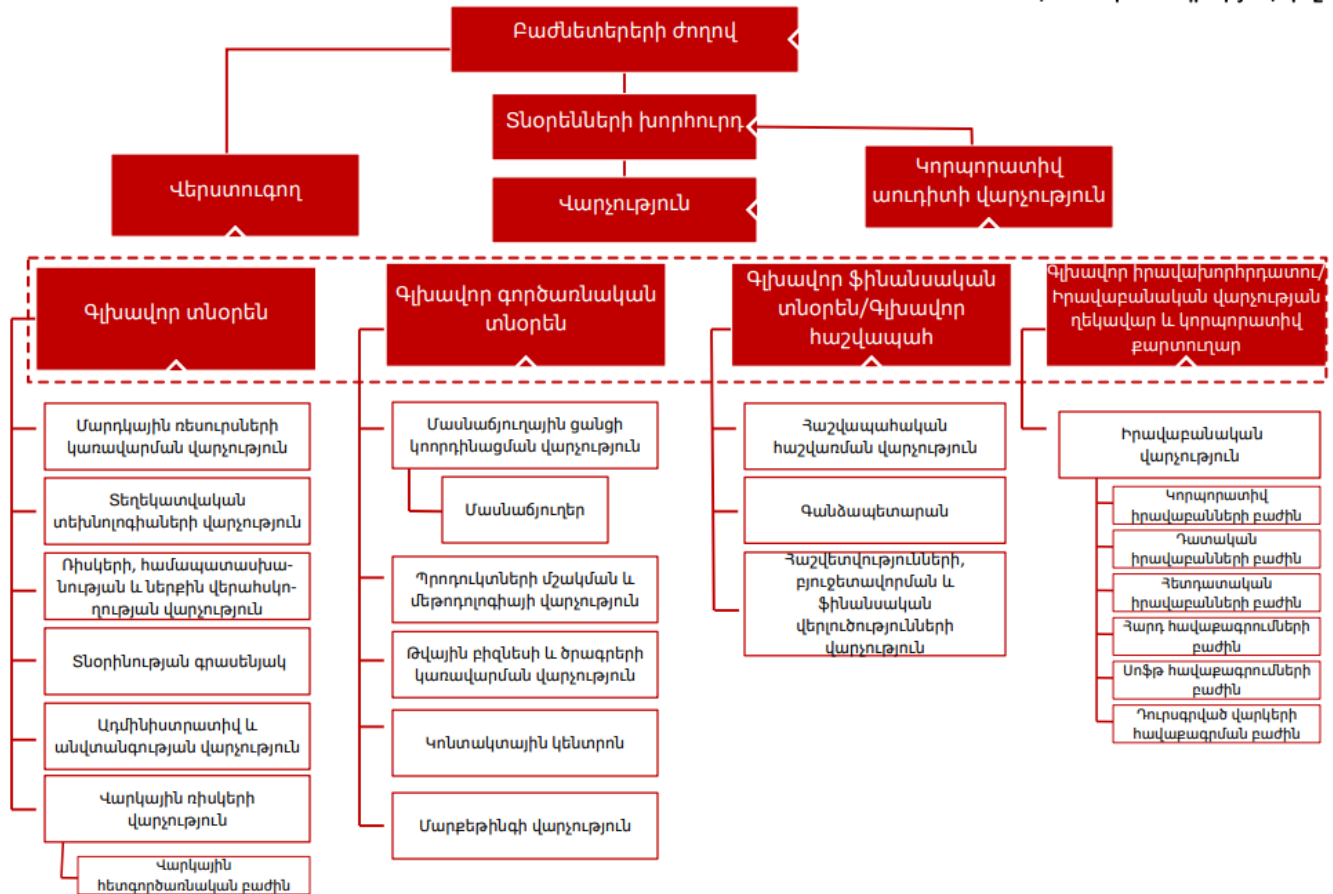 Բաժնետերերի ժողով
Տնօրենների խորհուրդ
Վերստուգող
Վարչություն
Կորպորատիվ
աուդիտի վարչություն
Գլխավոր տնօրեն
Գլխավոր գործառնական
տնօրեն
Գլխավոր ֆինանսական
տնօրեն/Գլխավոր
հաշվապահ
Գլխավոր իրավախորհրդատու/
Իրավաբանական վարչության
ղեկավար և կորպորատիվ
քարտուղար
Մարդկային ռեսուրսների
կառավարման վարչություն
Տեղեկատվական
տեխնոլոգիաների վարչություն
Ռիսկերի, համապատասխա-
նության և ներքին վերահսկո-
ղության վարչություն
Տնօրինության գրասենյակ
Ադմինիստրատիվ և
անվտանգության վարչություն
Վարկային ռիսկերի
վարչություն
Վարկային
հետգործառնական բաժին
Մասնաճյուղային ցանցի
կոորդինացման վարչություն
Մասնաճյուղեր
Պրոդուկտների մշակման և
մեթոդոլոգիայի վարչություն
Թվային բիզնեսի և ծրագրերի
կառավարման վարչություն
Կոնտակտային կենտրոն
Մարքեթինգի վարչություն
Հաշվապահական
հաշվառման վարչություն
Գանձապետարան
Հաշվետվությունների,
բյուջետավորման և
ֆինանսական
վերլուծությունների
վարչություն
Իրավաբանական
վարչություն
Կորպորատիվ
իրավաբանների բաժին
Դատական
իրավաբանների բաժին
Հետդատական
իրավաբանների բաժին
Հարդ հավաքագրումների
բաժին
Սոֆթ հավաքագրումների
բաժին
Դուրսգրված վարկերի
հավաքագրման բաժին